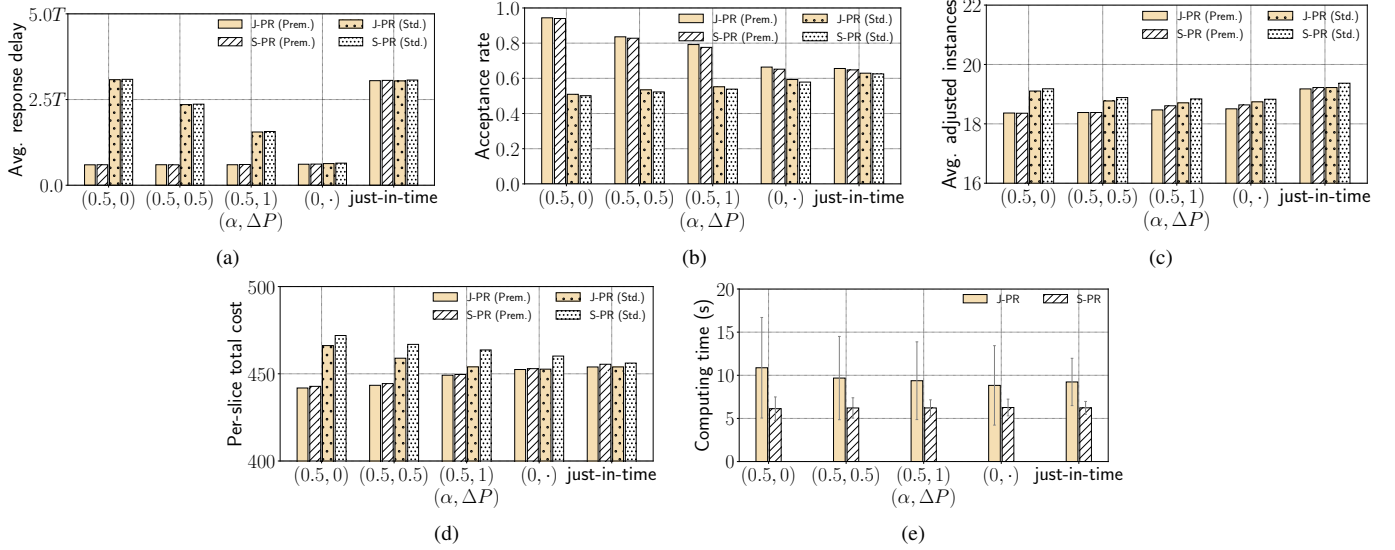 Avg. response delay
5.0T
2.5T
0.0
J-PR (Prem.) J-PR (Std.)
S-PR (Prem.) S-PR (Std.)
(0.5, 0) (0.5, 0.5) (0.5, 1) (0, ·) just-in-time
(α, ΔP)
(a)
Acceptance rate
1.0
0.8
0.6
0.4
0.2
0.0
J-PR (Prem.) J-PR (Std.)
S-PR (Prem.) S-PR (Std.)
(0.5, 0) (0.5, 0.5) (0.5, 1) (0, ·) just-in-time
(α, ΔP)
(b)
Avg. adjusted instances
22
20
18
16
J-PR (Prem.) J-PR (Std.)
S-PR (Prem.) S-PR (Std.)
(0.5, 0) (0.5, 0.5) (0.5, 1) (0, ·) just-in-time
(α, ΔP)
(c)
Per-slice total cost
500
450
400
J-PR (Prem.) J-PR (Std.)
S-PR (Prem.) S-PR (Std.)
(0.5, 0) (0.5, 0.5) (0.5, 1) (0, ·) just-in-time
(α, ΔP)
(d)
Computing time (s)
20
15
10
5
0
J-PR S-PR
(0.5, 0) (0.5, 0.5) (0.5, 1) (0, ·) just-in-time
(α, ΔP)
(e)